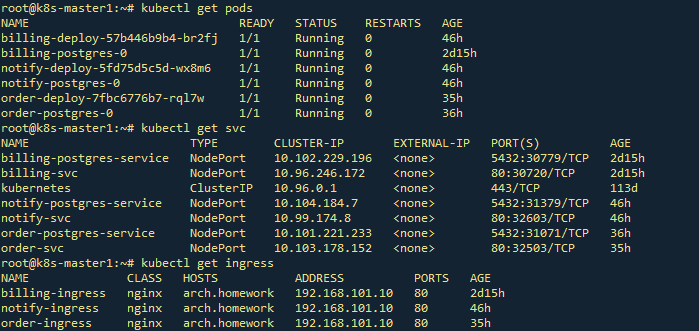 root@k8s-master1:~# kubectl get pods
NAME READY STATUS RESTARTS AGE
billing-deploy-57b446b9b4-br2fj 1/1 Running 0 46h
billing-postgres-0 1/1 Running 0 2d15h
notify-deploy-5fd75d5c5d-wx8m6 1/1 Running 0 46h
notify-postgres-0 1/1 Running 0 46h
order-deploy-7fbc6776b7-rql7w 1/1 Running 0 35h
order-postgres-0 1/1 Running 0 36h
root@k8s-master1:~# kubectl get svc
NAME TYPE CLUSTER-IP EXTERNAL-IP PORT(S) AGE
billing-postgres-service NodePort 10.102.229.196 <none> 5432:30779/TCP 2d15h
billing-svc NodePort 10.96.246.172 <none> 80:30720/TCP 2d15h
kubernetes ClusterIP 10.96.0.1 <none> 443/TCP 113d
notify-postgres-service NodePort 10.104.184.7 <none> 5432:31379/TCP 46h
notify-svc NodePort 10.99.174.8 <none> 80:32603/TCP 46h
order-postgres-service NodePort 10.101.221.233 <none> 5432:31071/TCP 36h
order-svc NodePort 10.103.178.152 <none> 80:32503/TCP 35h
root@k8s-master1:~# kubectl get ingress
NAME CLASS HOSTS ADDRESS PORTS AGE
billing-ingress nginx arch.homework 192.168.101.10 80 2d15h
notify-ingress nginx arch.homework 192.168.101.10 80 46h
order-ingress nginx arch.homework 192.168.101.10 80 35h